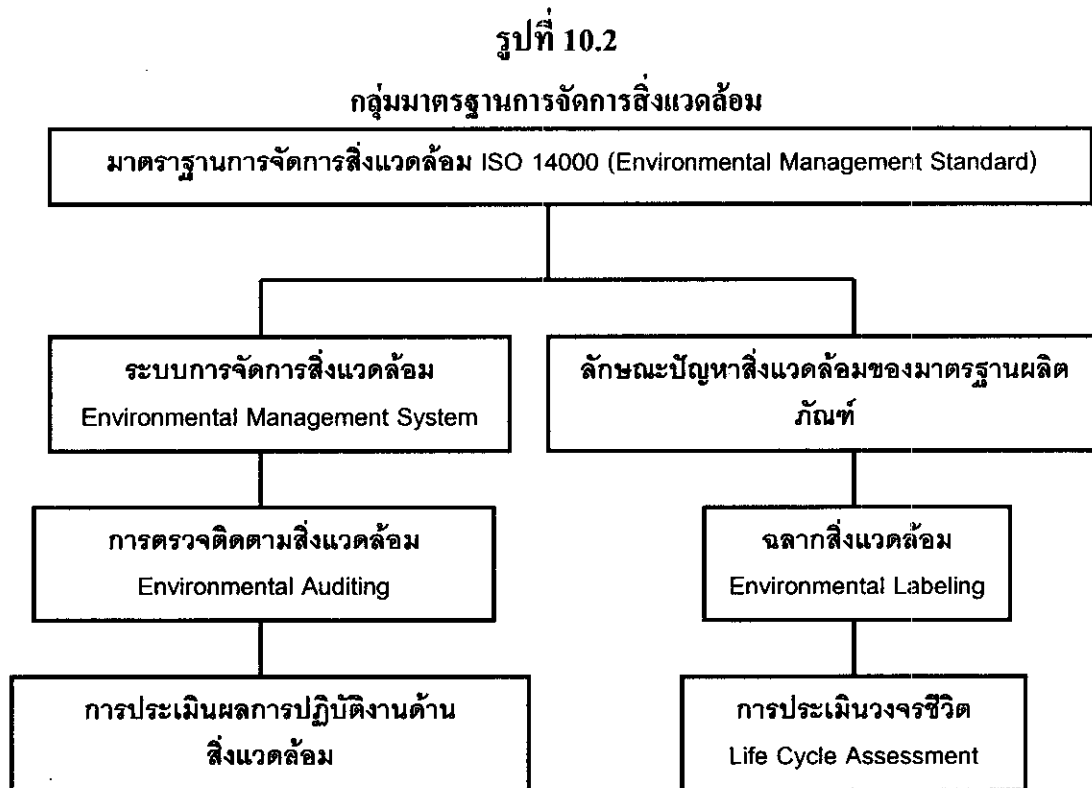 รูปที่ 10.2
กลุ่มมาตรฐานการจัดการสิ่งแวดล้อม
มาตราฐานการจัดการสิ่งแวดล้อม ISO 14000 (Environmental Management Standard)
ระบบการจัดการสิ่งแวดล้อม
Environmental Management System
ลักษณะปัญหาสิ่งแวดล้อมของมาตรฐานผลิต
ภัณฑ์
การตรวจติดตามสิ่งแวดล้อม
Environmental Auditing
ฉลากสิ่งแวดล้อม
Environmental Labeling
การประเมินผลการปฏิบัติงานด้าน
สิ่งแวดล้อม
การประเมินวงจรชีวิต
Life Cycle Assessment